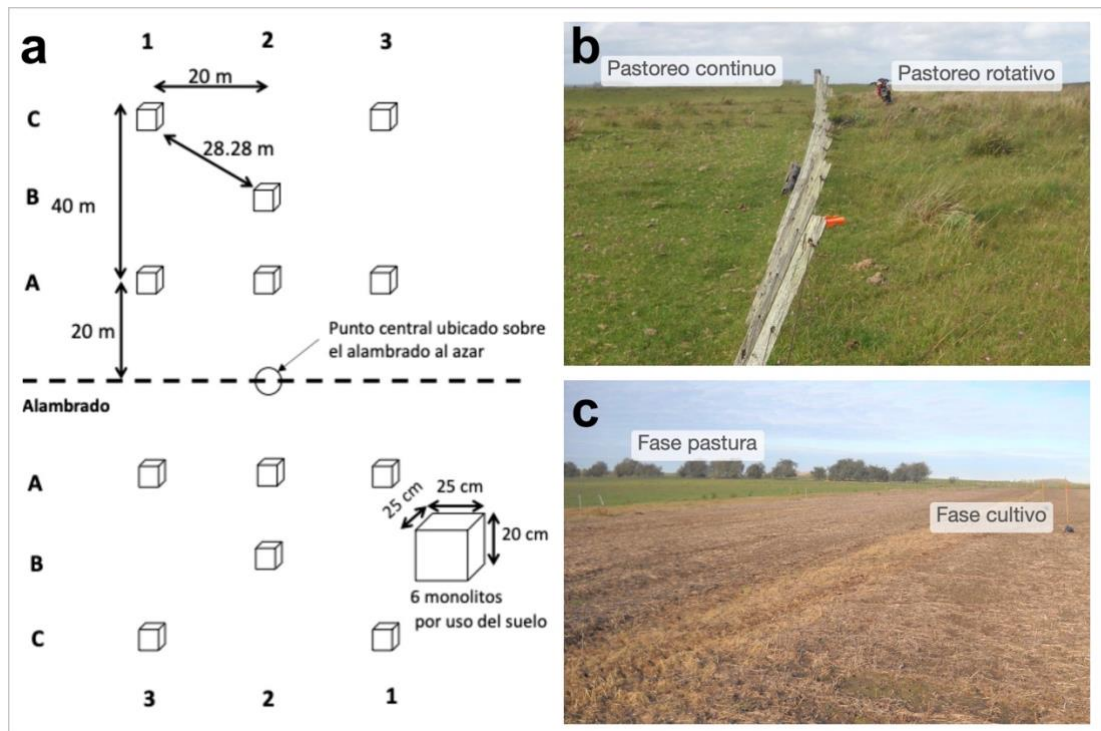 a
1 2 3
20 m
C
28.28 m
B
40 m
A
20 m
Punto central ubicado sobre
el alambrado al azar
Alambrado
A
25 cm
25 cm
20 cm
B
6 monolitos
por uso del suelo
C
3 2 1
b
Pastoreo continuo
Pastoreo rotativo
c
Fase pastura
Fase cultivo